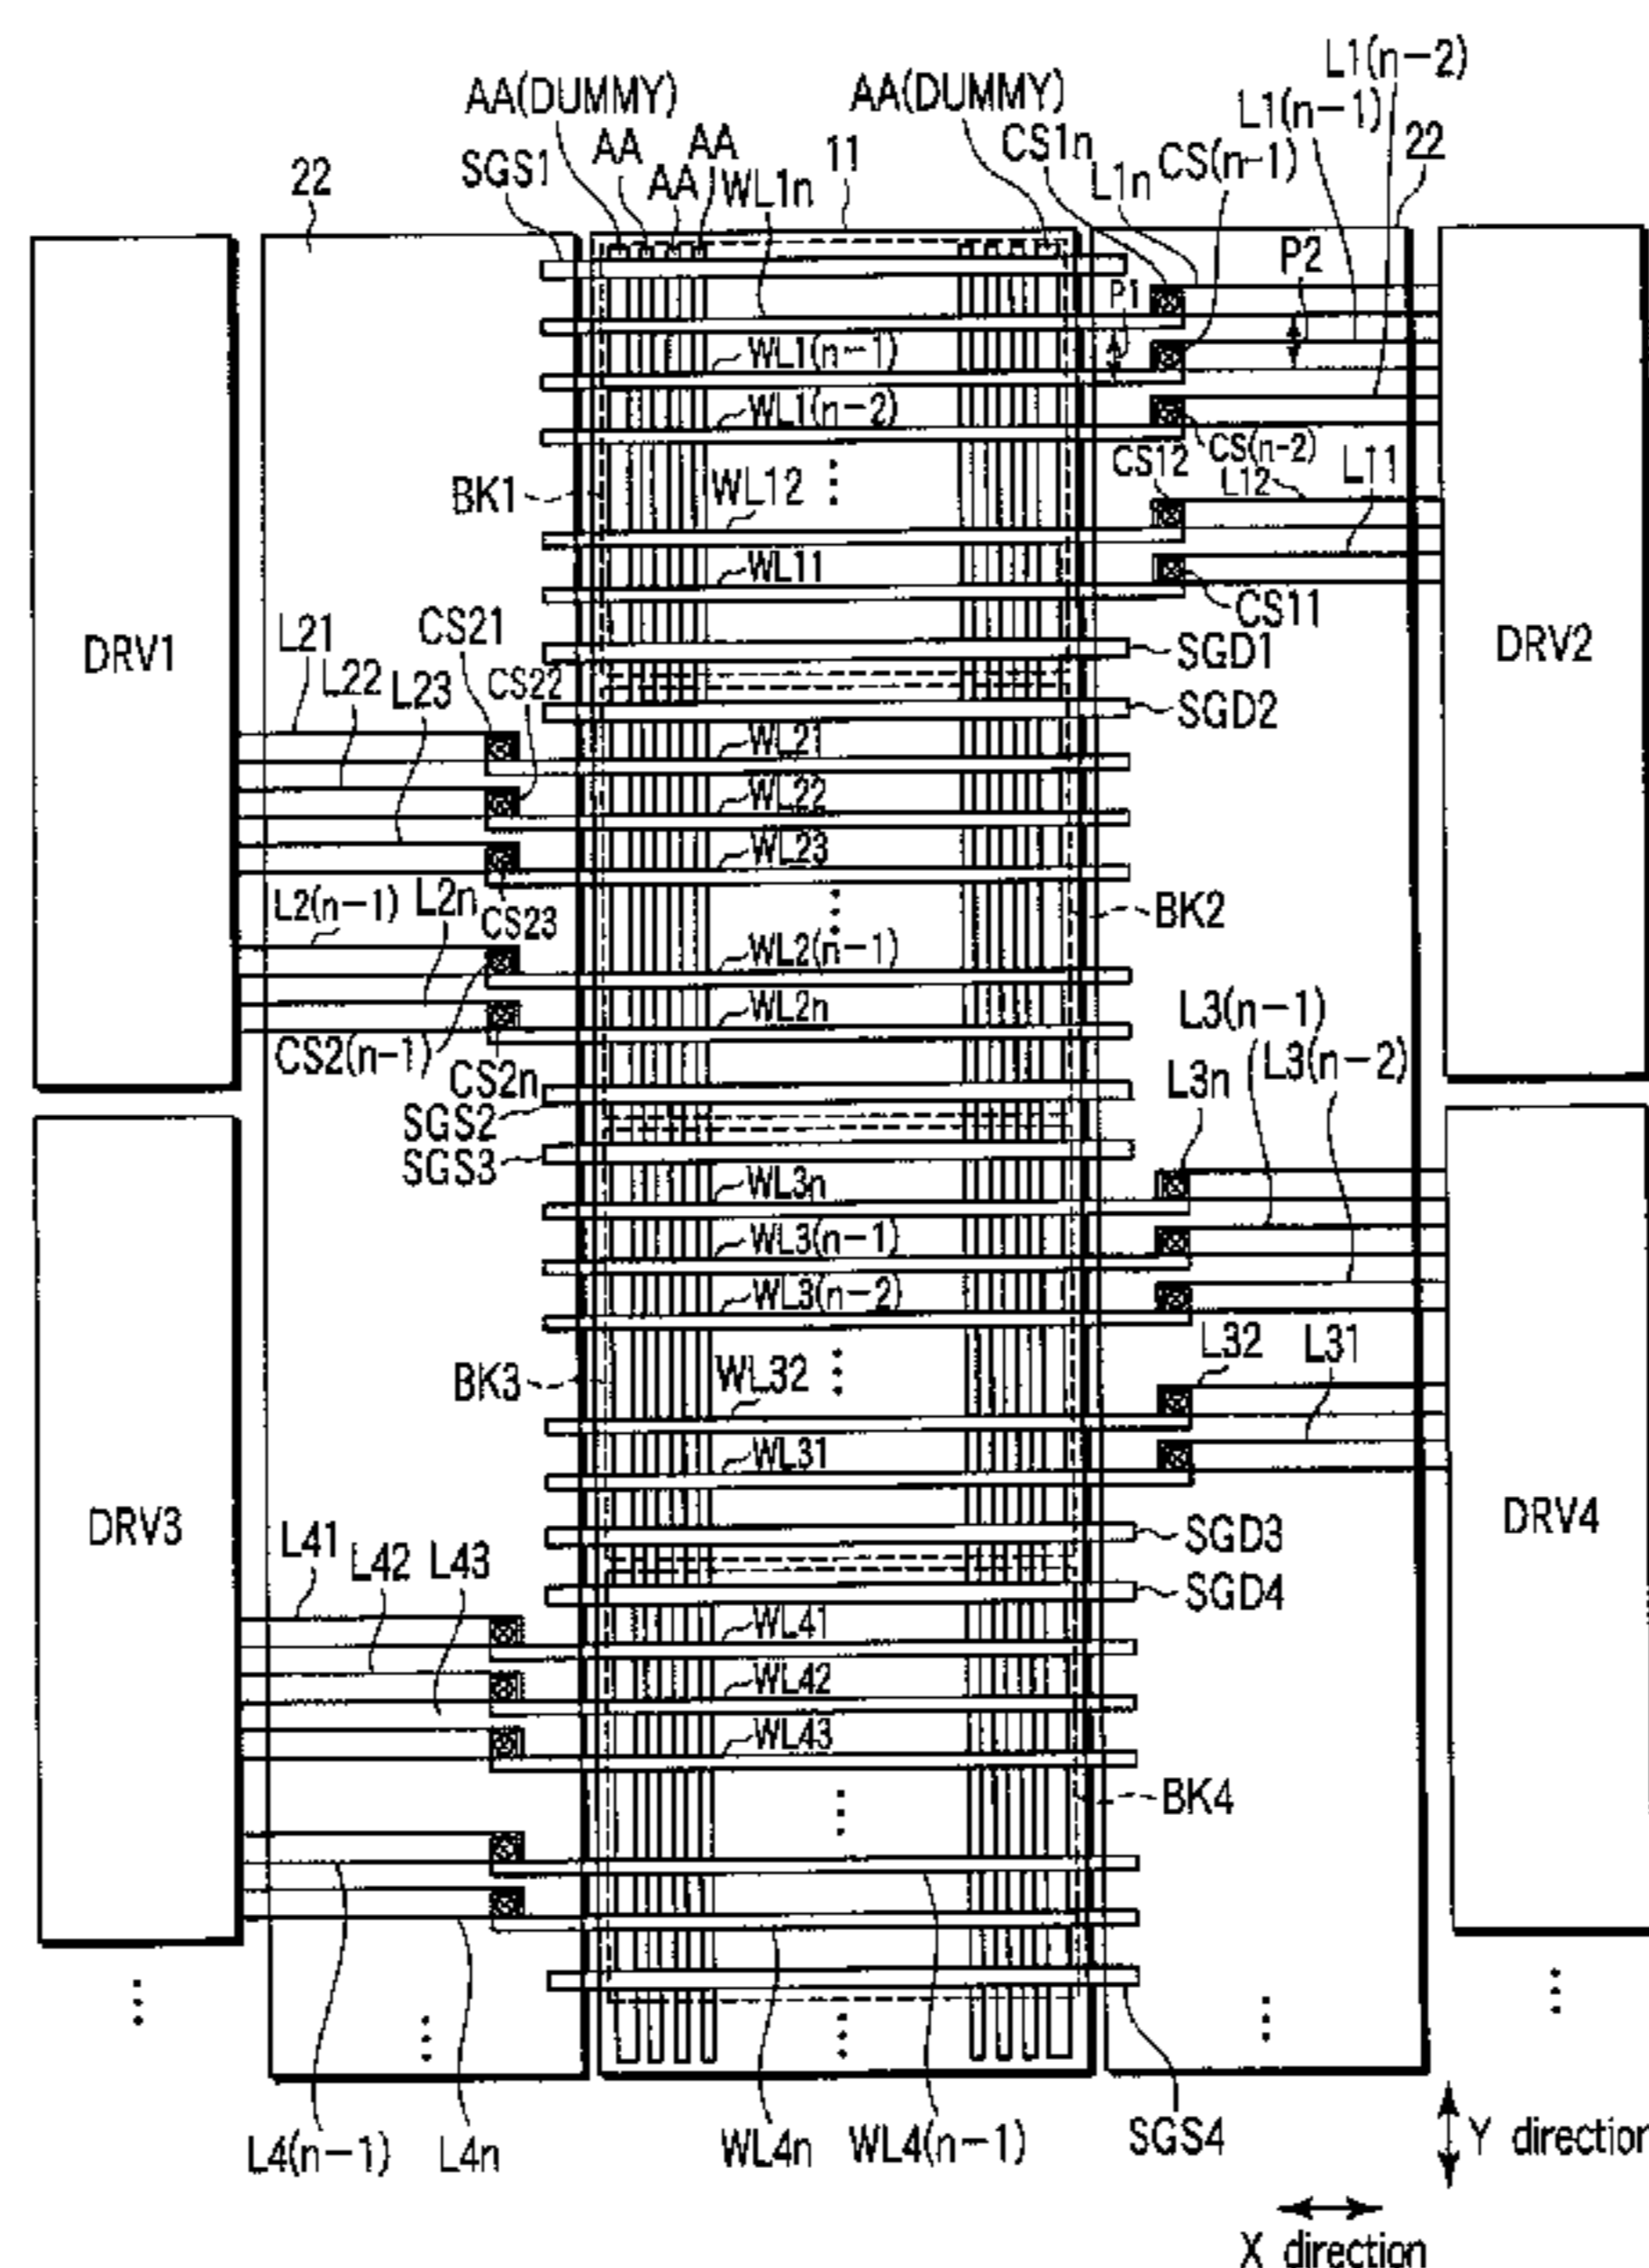 L1(n-2)
AA(DUMMY)
AA(DUMMY)
L1(n-1)
AA
AA
11
CS1n
CS(n-1)
22
SGS1
22
AA
WL1n
L1n
P2
P1
WL1(n-1)
WL1(n-2)
CS(n-2)
CS12
L12
L11
BK1
WL12
WL11
CS11
DRV1
L21
CS21
SGD1
DRV2
L22
L23
CS22
SGD2
WL21
WL22
WL23
L2(n-1)
L2n
CS23
BK2
WL2(n-1)
WL2n
L3(n-1)
CS2(n-1)
CS2n
L3n
L3(n-2)
SGS2
SGS3
WL3n
WL3(n-1)
WL3(n-2)
L32
L31
BK3
WL32
WL31
DRV3
SGD3
DRV4
L41
L42
L43
SGD4
WL41
WL42
WL43
BK4
L4(n-1)
L4n
WL4n
WL4(n-1)
SGS4
Y direction
X direction